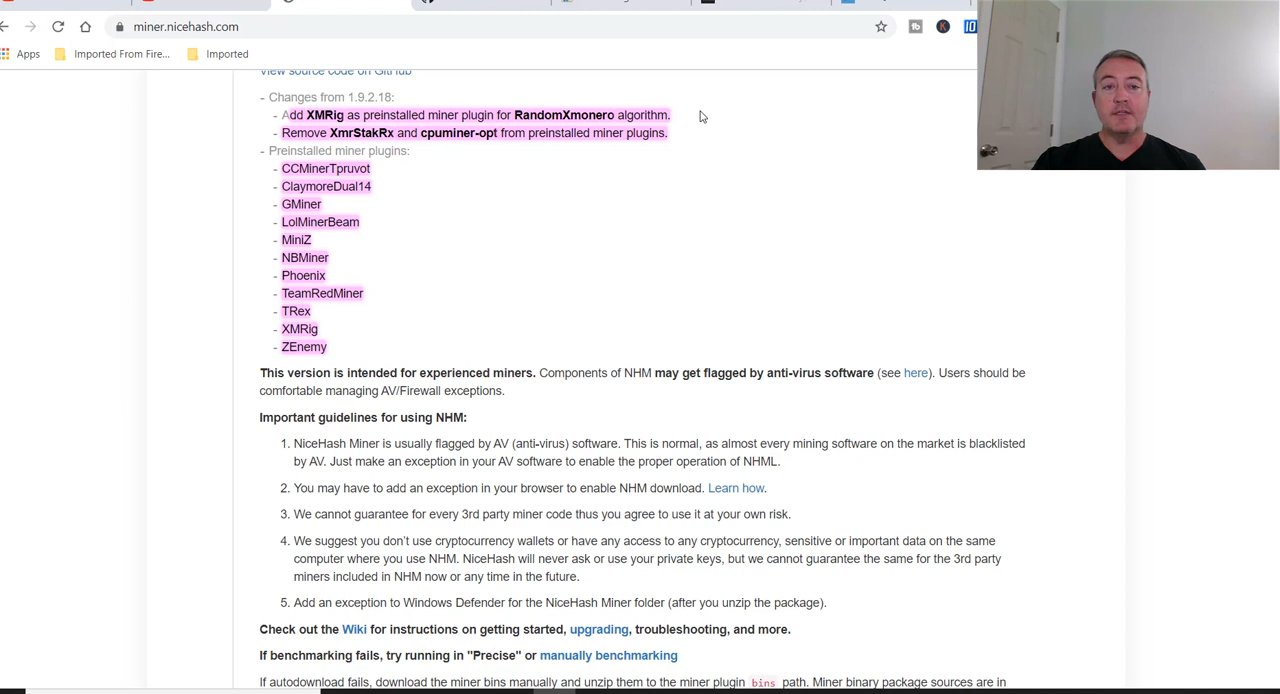 miner.nicehash.com
Apps
Imported From Fire...
Imported
View source code on GitHub
- Changes from 1.9.2.18:
- Add XMRig as preinstalled miner plugin for RandomXmonero algorithm.
- Remove XmrStakRx and cpuminer-opt from preinstalled miner plugins.
- Preinstalled miner plugins:
- CCMinerTpruvot
- ClaymoreDual14
- GMiner
- LolMinerBeam
- MiniZ
- NBMiner
- Phoenix
- TeamRedMiner
- TRex
- XMRig
- ZEnemy
This version is intended for experienced miners. Components of NHM may get flagged by anti-virus software (see here). Users should be
comfortable managing AV/Firewall exceptions.
Important guidelines for using NHM:
1. NiceHash Miner is usually flagged by AV (anti-virus) software. This is normal, as almost every mining software on the market is blacklisted
by AV. Just make an exception in your AV software to enable the proper operation of NHML.
2. You may have to add an exception in your browser to enable NHM download. Learn how.
3. We cannot guarantee for every 3rd party miner code thus you agree to use it at your own risk.
4. We suggest you don't use cryptocurrency wallets or have any access to any cryptocurrency, sensitive or important data on the same
computer where you use NHM. NiceHash will never ask or use your private keys, but we cannot guarantee the same for the 3rd party
miners included in NHM now or any time in the future.
5. Add an exception to Windows Defender for the NiceHash Miner folder (after you unzip the package).
Check out the Wiki for instructions on getting started, upgrading, troubleshooting, and more.
If benchmarking fails, try running in "Precise" or manually benchmarking
If autodownload fails, download the miner bins manually and unzip them to the miner plugin bins path. Miner binary package sources are in